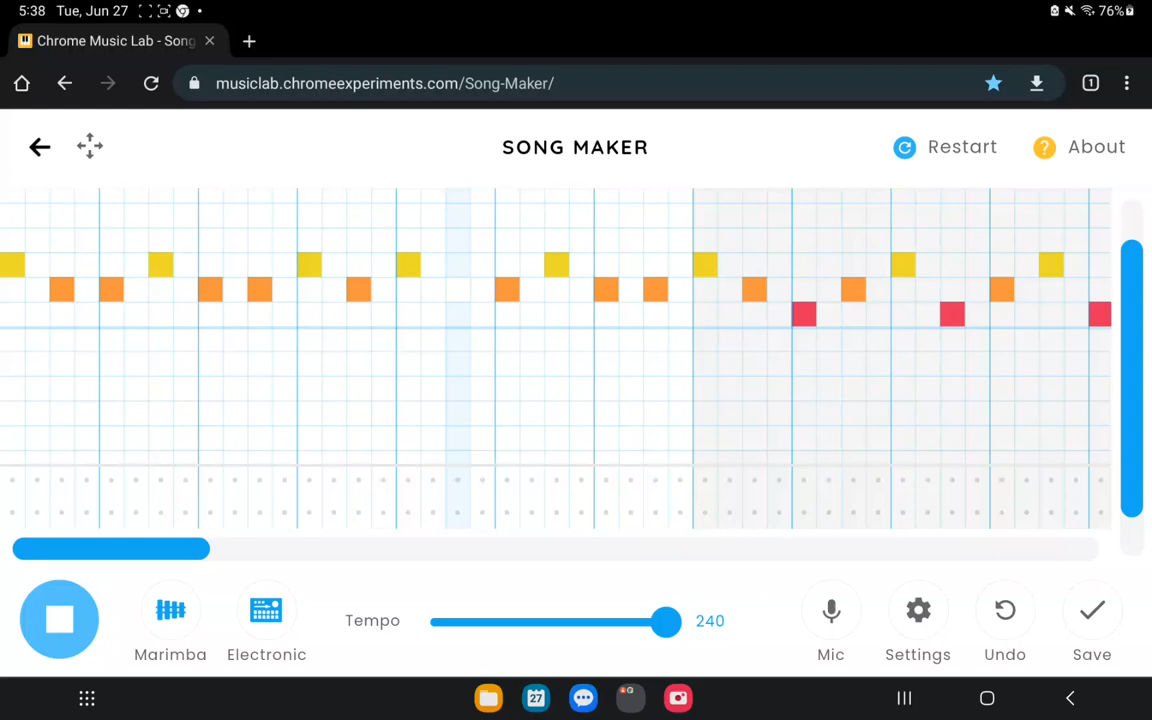 5:38 Tue, Jun 27 76%
Chrome Music Lab - Song
musiclab.chromeexperiments.com/Song-Maker/ 1
SONG MAKER Restart ? About
Tempo 240
Marimba Electronic Mic Settings Undo Save
27